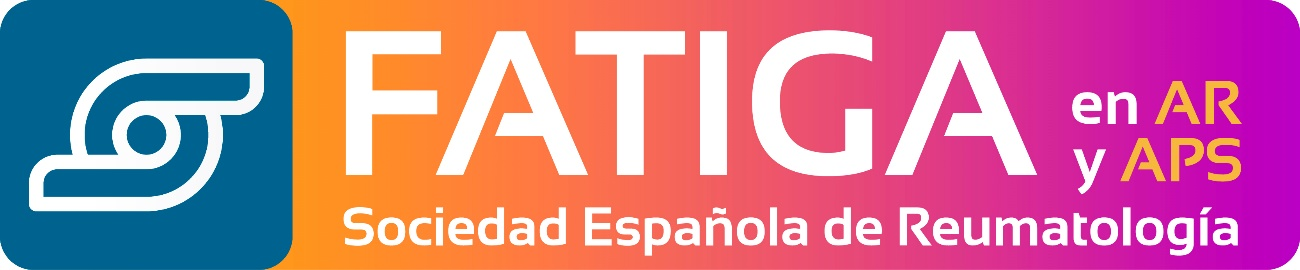 FATIGA
en AR
y APS
Sociedad Española de Reumatología